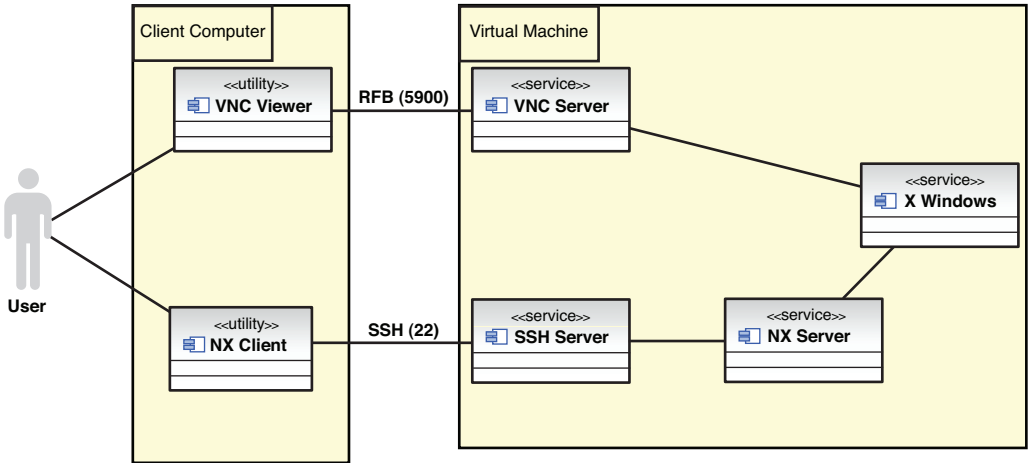 Client Computer
Virtual Machine
<<utility>>
VNC Viewer
RFB (5900)
<<service>>
VNC Server
<<service>>
X Windows
User
<<utility>>
NX Client
SSH (22)
<<service>>
SSH Server
<<service>>
NX Server